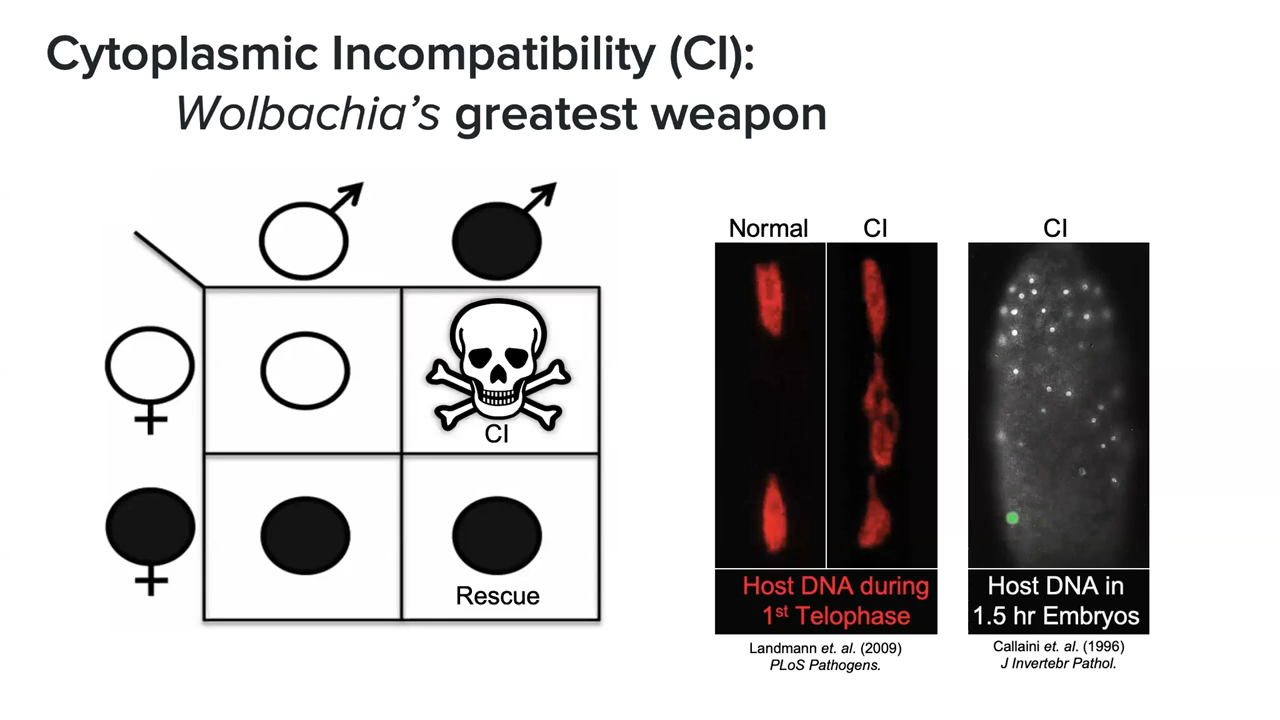 Cytoplasmic Incompatibility (CI):
Wolbachia’s greatest weapon
CI
Rescue
Normal
CI
Host DNA during
1st Telophase
Landmann et. al. (2009)
PLoS Pathogens.
CI
Host DNA in
1.5 hr Embryos
Callaini et. al. (1996)
J Invertebr Pathol.